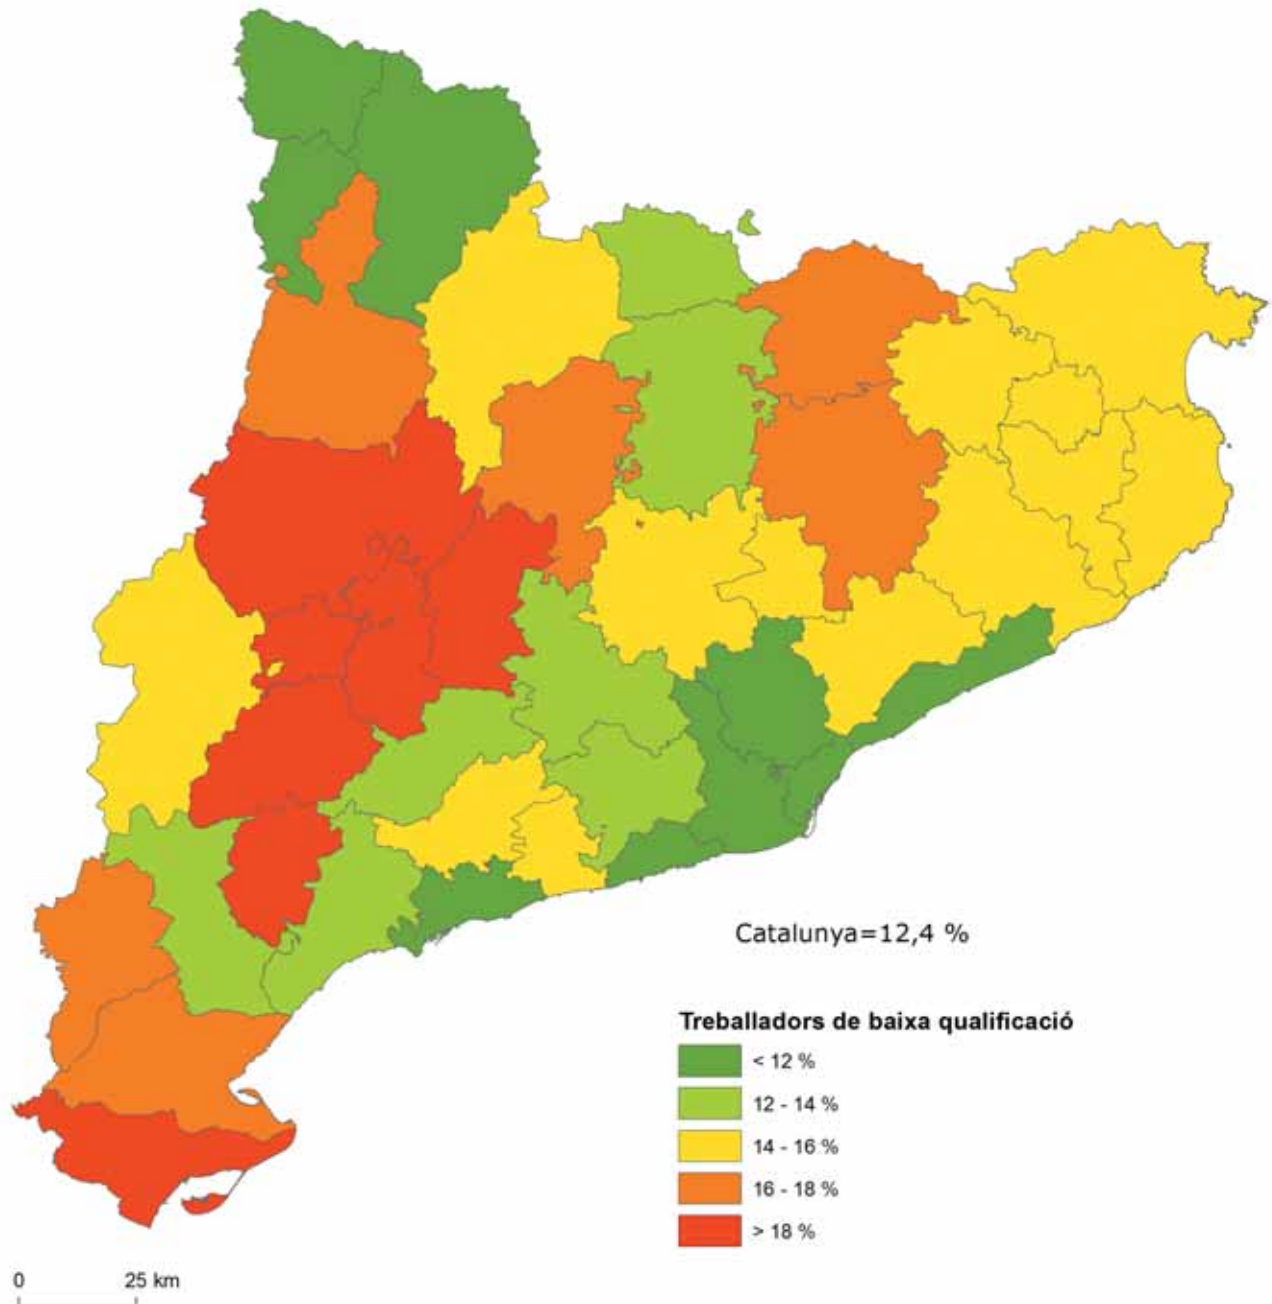 Catalunya=12,4 %
Treballadors de baixa qualificació
< 12 %
12 - 14 %
14 - 16 %
16 - 18 %
> 18 %
0 25 km